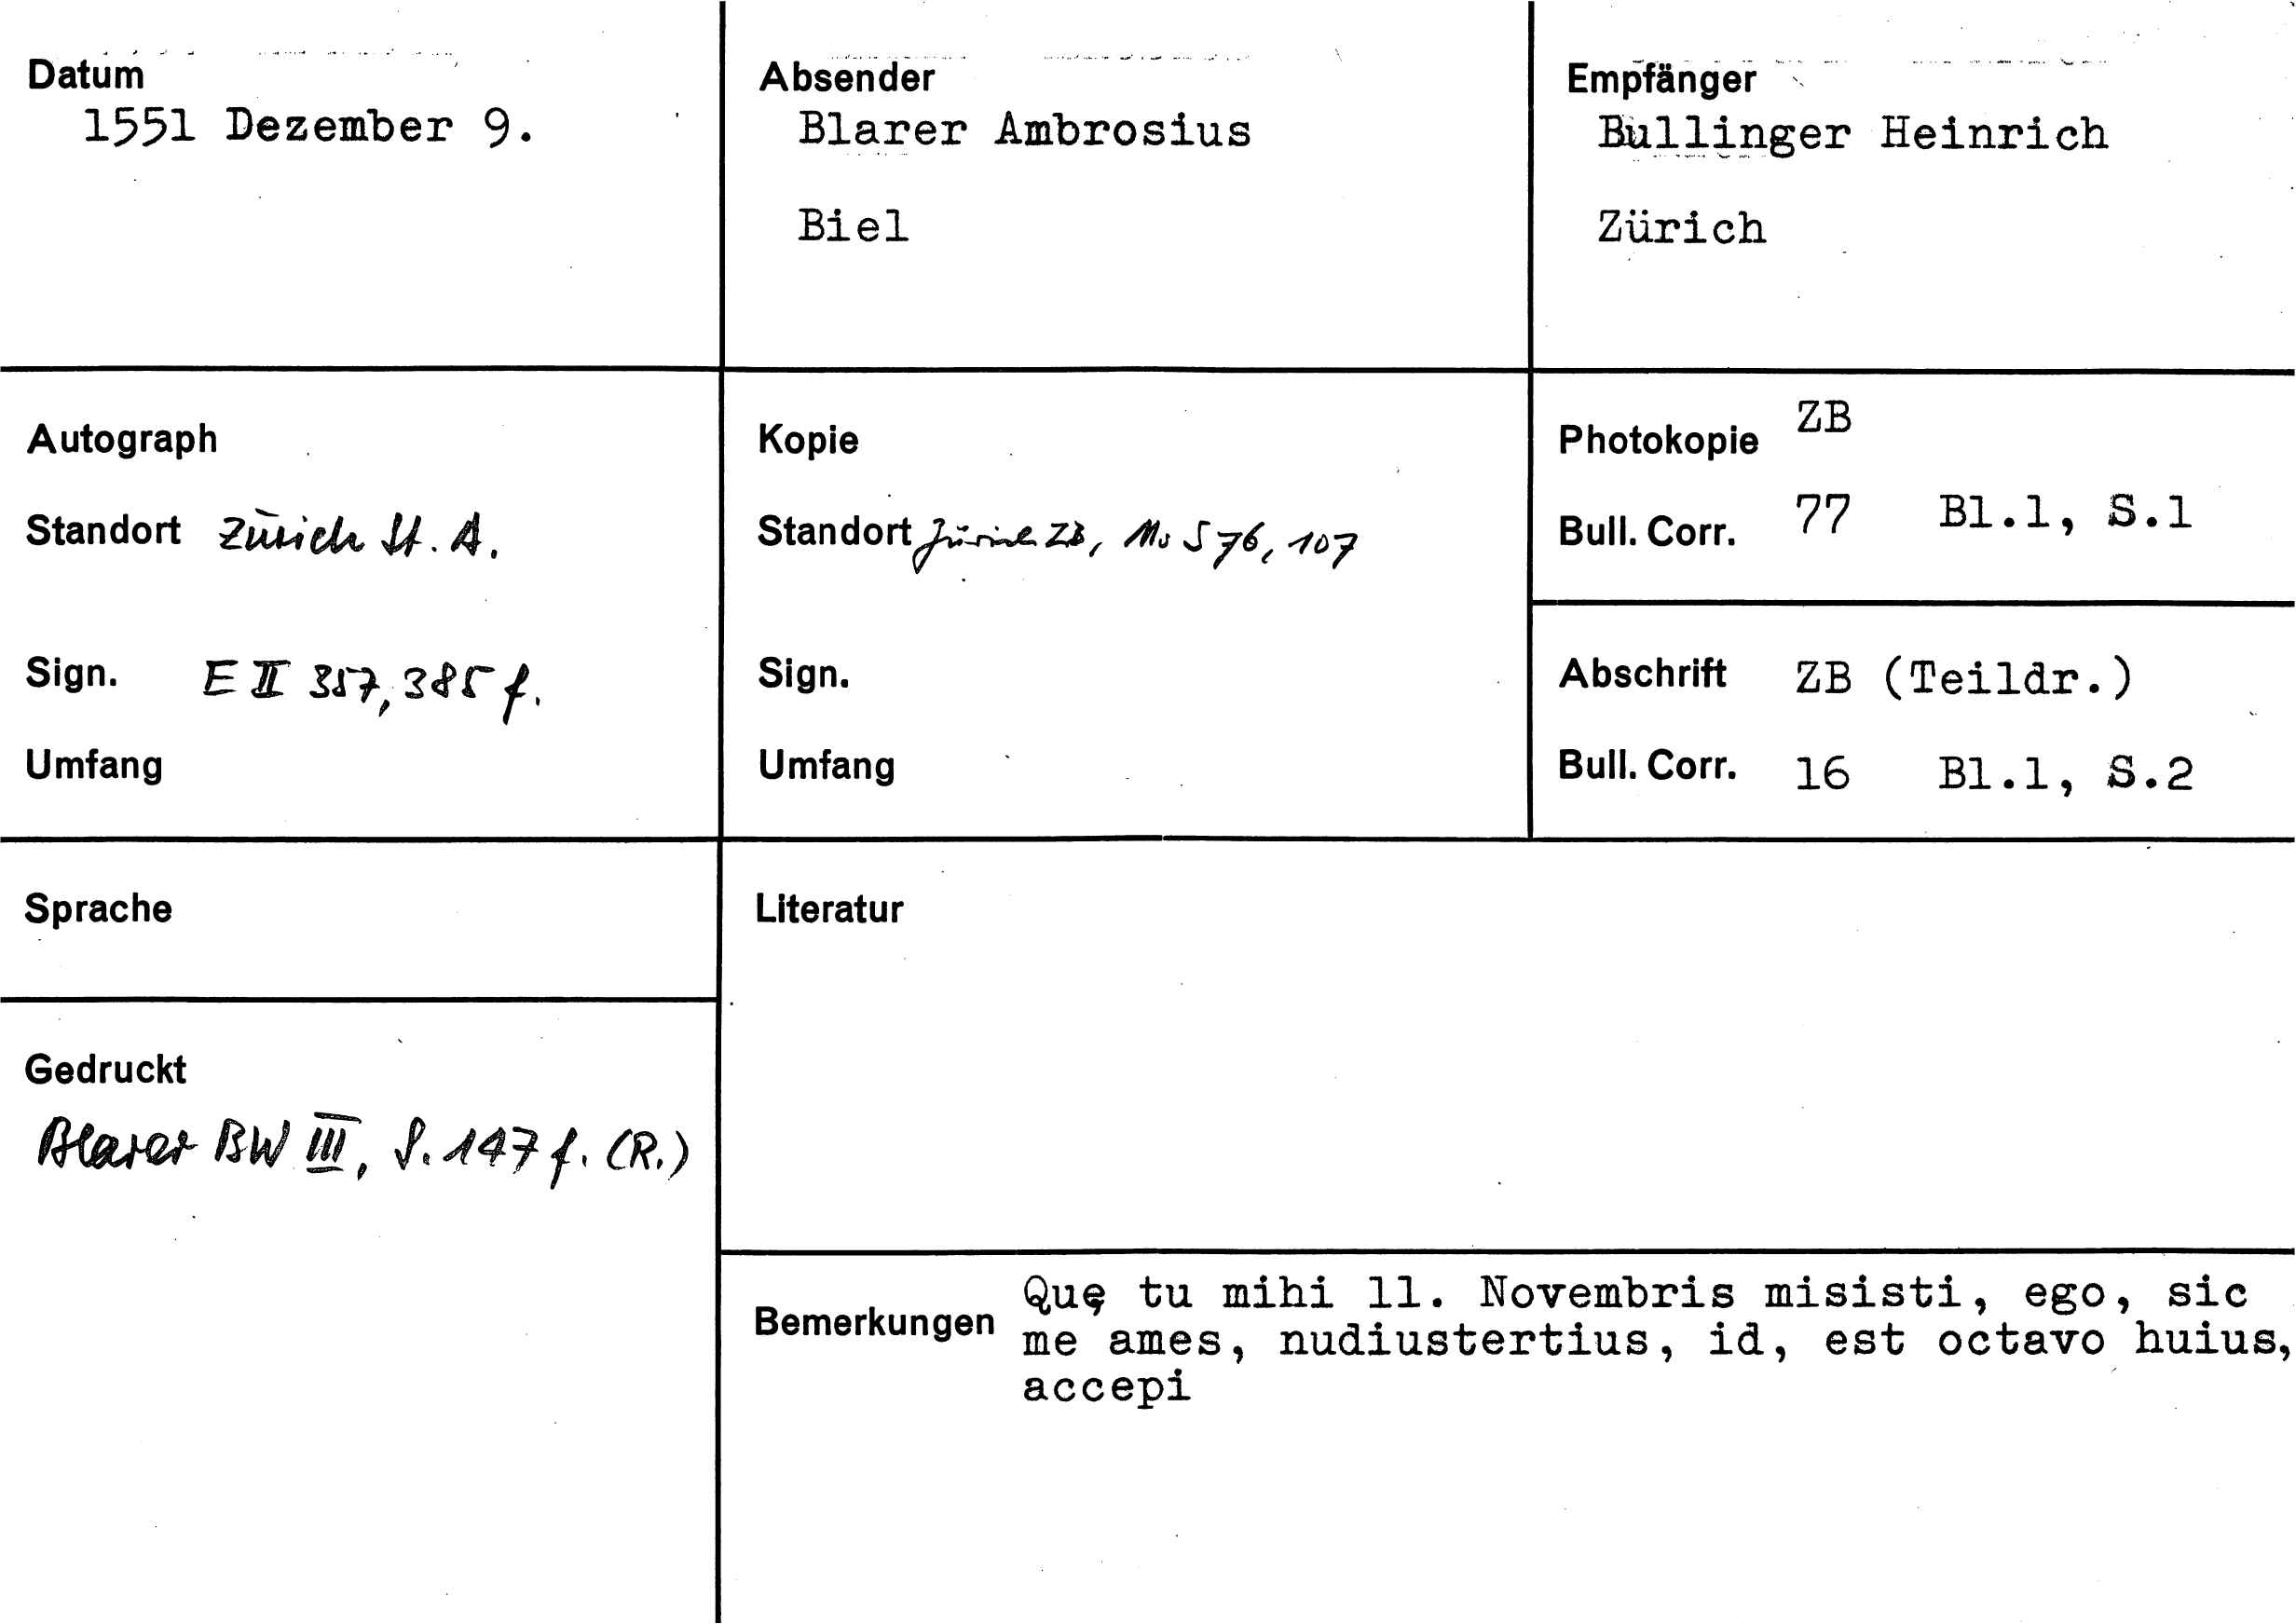 Datum
1551 Dezember 9.
Absender
Blarer Ambrosius
Biel
Empfänger
Bullinger Heinrich
Zürich
Autograph
Standort Zürich St. A.
Sign. E II 357, 385 f.
Umfang
Kopie
Standort Zürich ZB, Ms S 76, 107
Sign.
Umfang
Photokopie ZB
Bull. Corr. 77 Bl.1, S.1
Abschrift ZB (Teildr.)
Bull. Corr. 16 Bl.1, S.2
Sprache
Gedruckt
Blarer BW III, S. 147 f. (R.)
Literatur
Bemerkungen Quę tu mihi 11. Novembris misisti, ego, sic
me ames, nudiustertius, id, est octavo huius,
accepi